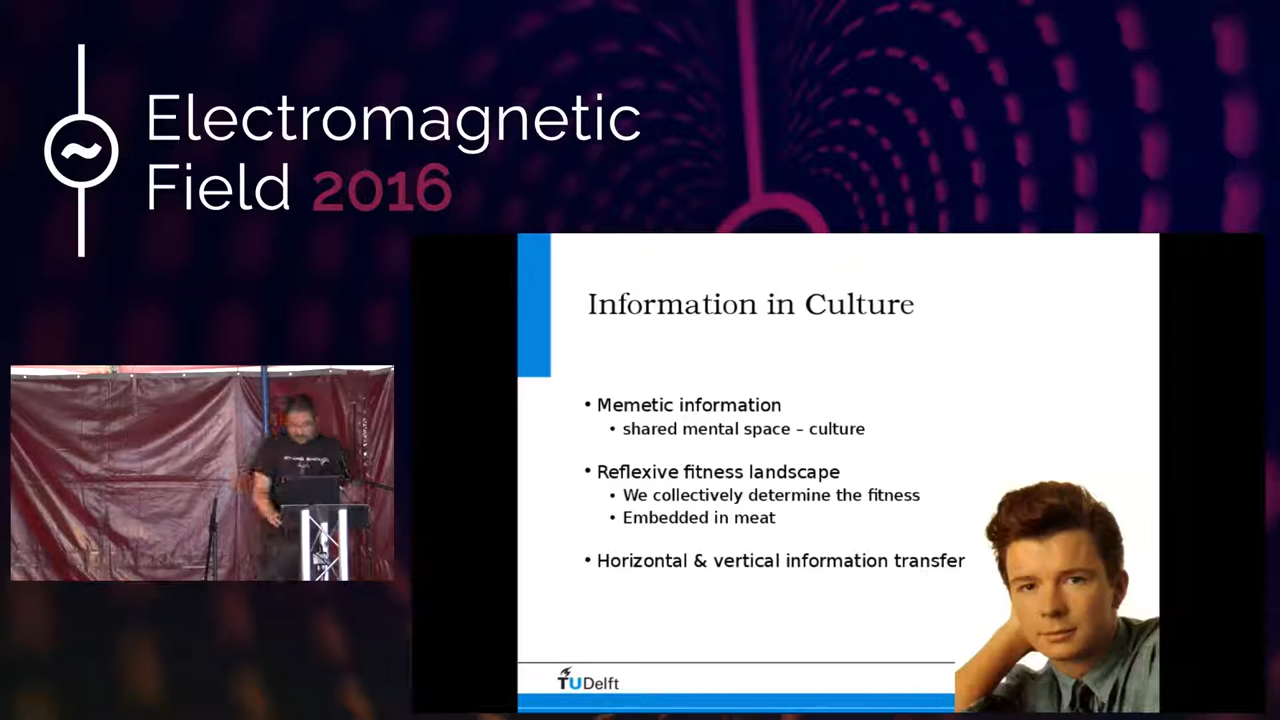 Electromagnetic
Field 2016
Information in Culture
• Memetic information
• shared mental space – culture
• Reflexive fitness landscape
• We collectively determine the fitness
• Embedded in meat
• Horizontal & vertical information transfer
TUDelft